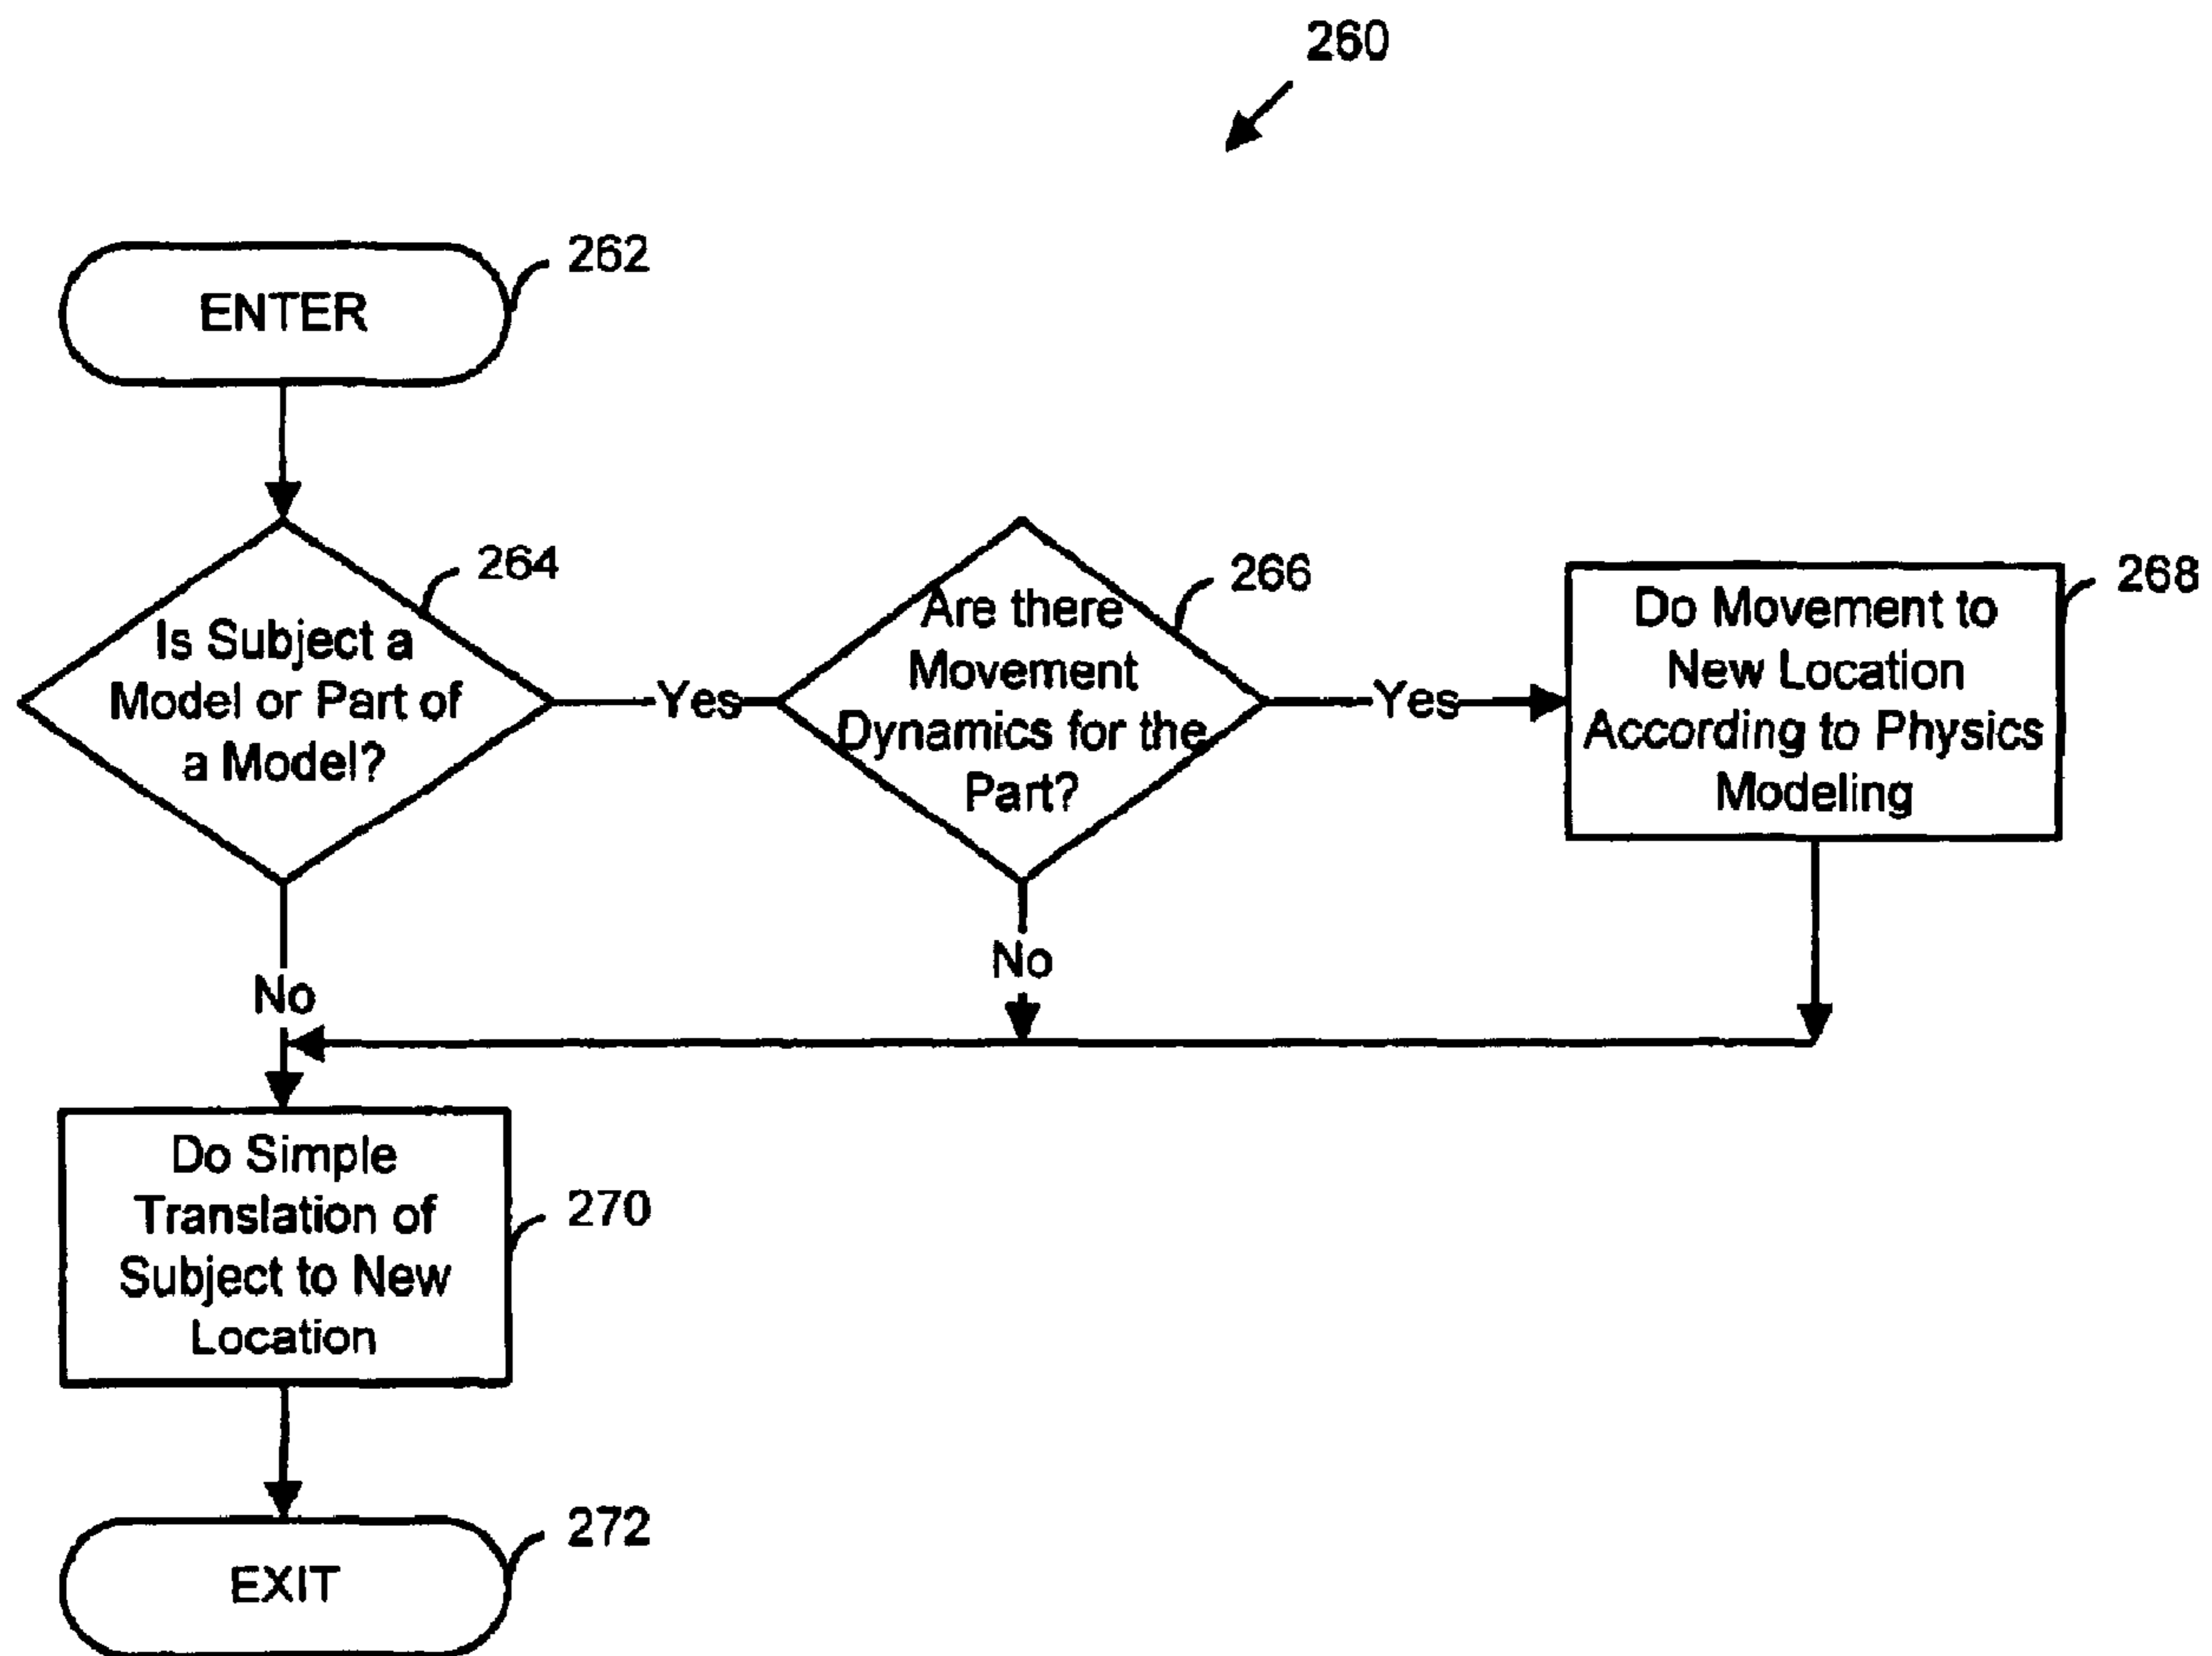 260
262
ENTER
264
Is Subject a
Model or Part of
a Model?
Yes
266
Are there
Movement
Dynamics for the
Part?
Yes
268
Do Movement to
New Location
According to Physics
Modeling
No
No
Do Simple
Translation of
Subject to New
Location
270
272
EXIT